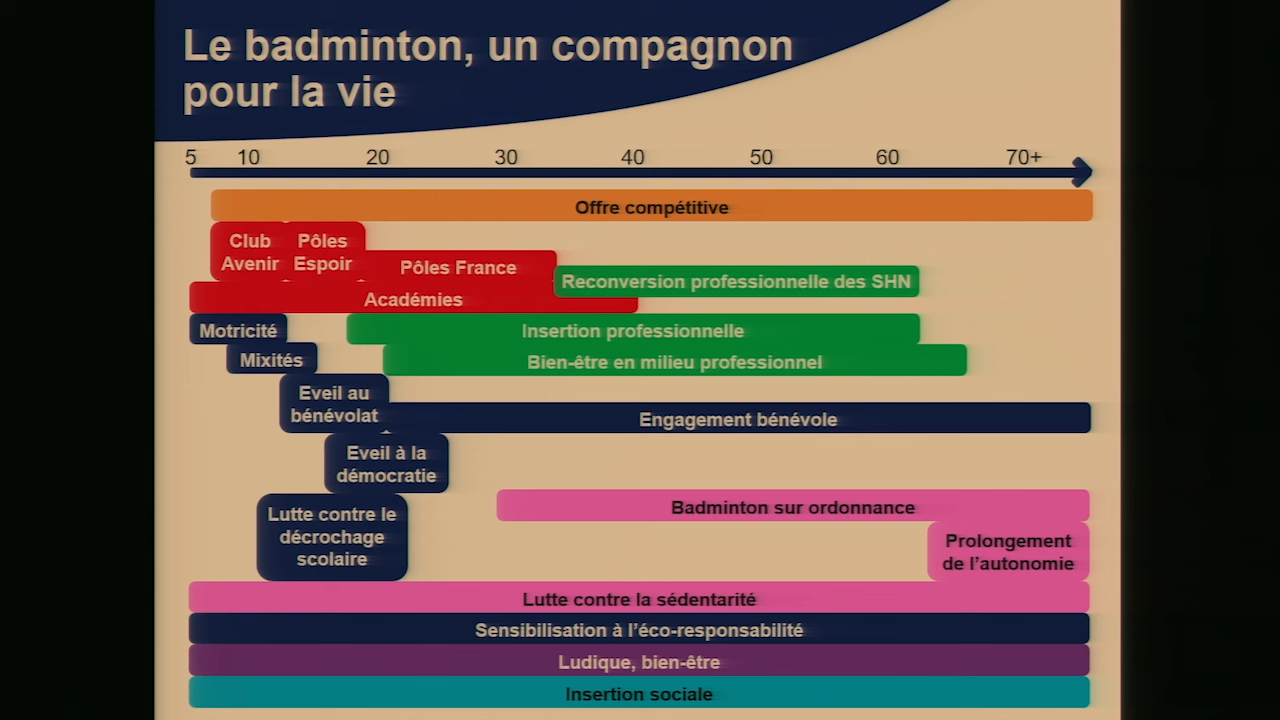 Le badminton, un compagnon
pour la vie
5 10 20 30 40 50 60 70+
Offre compétitive
Club
Avenir
Pôles
Espoir
Pôles France
Reconversion professionnelle des SHN
Académies
Motricité
Insertion professionnelle
Mixités
Bien-être en milieu professionnel
Eveil au
bénévolat
Engagement bénévole
Eveil à la
démocratie
Lutte contre le
décrochage
scolaire
Badminton sur ordonnance
Prolongement
de l'autonomie
Lutte contre la sédentarité
Sensibilisation à l'éco-responsabilité
Ludique, bien-être
Insertion sociale